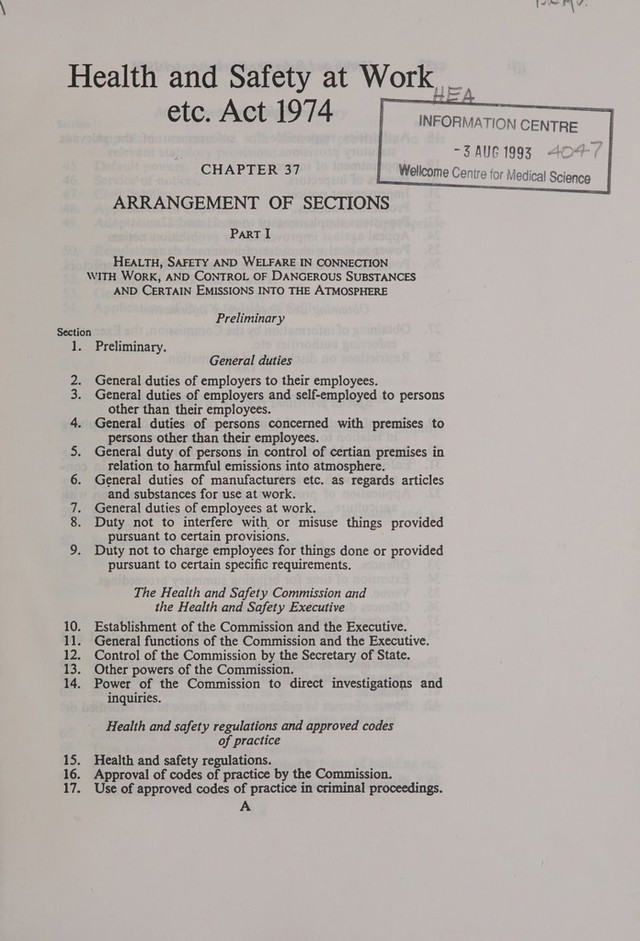 Health and Safety at Work
etc. Act 1974
HEA
INFORMATION CENTRE
-3 AUG 1993 4047
Wellcome Centre for Medical Science
CHAPTER 37
ARRANGEMENT OF SECTIONS
PART I
HEALTH, SAFETY AND WELFARE IN CONNECTION
WITH WORK, AND CONTROL OF DANGEROUS SUBSTANCES
AND CERTAIN EMISSIONS INTO THE ATMOSPHERE
Preliminary
Section
1. Preliminary.
General duties
2. General duties of employers to their employees.
3. General duties of employers and self-employed to persons
other than their employees.
4. General duties of persons concerned with premises to
persons other than their employees.
5. General duty of persons in control of certian premises in
relation to harmful emissions into atmosphere.
6. General duties of manufacturers etc. as regards articles
and substances for use at work.
7. General duties of employees at work.
8. Duty not to interfere with or misuse things provided
pursuant to certain provisions.
9. Duty not to charge employees for things done or provided
pursuant to certain specific requirements.
The Health and Safety Commission and
the Health and Safety Executive
10. Establishment of the Commission and the Executive.
11. General functions of the Commission and the Executive.
12. Control of the Commission by the Secretary of State.
13. Other powers of the Commission.
14. Power of the Commission to direct investigations and
inquiries.
Health and safety regulations and approved codes
of practice
15. Health and safety regulations.
16. Approval of codes of practice by the Commission.
17. Use of approved codes of practice in criminal proceedings.
A